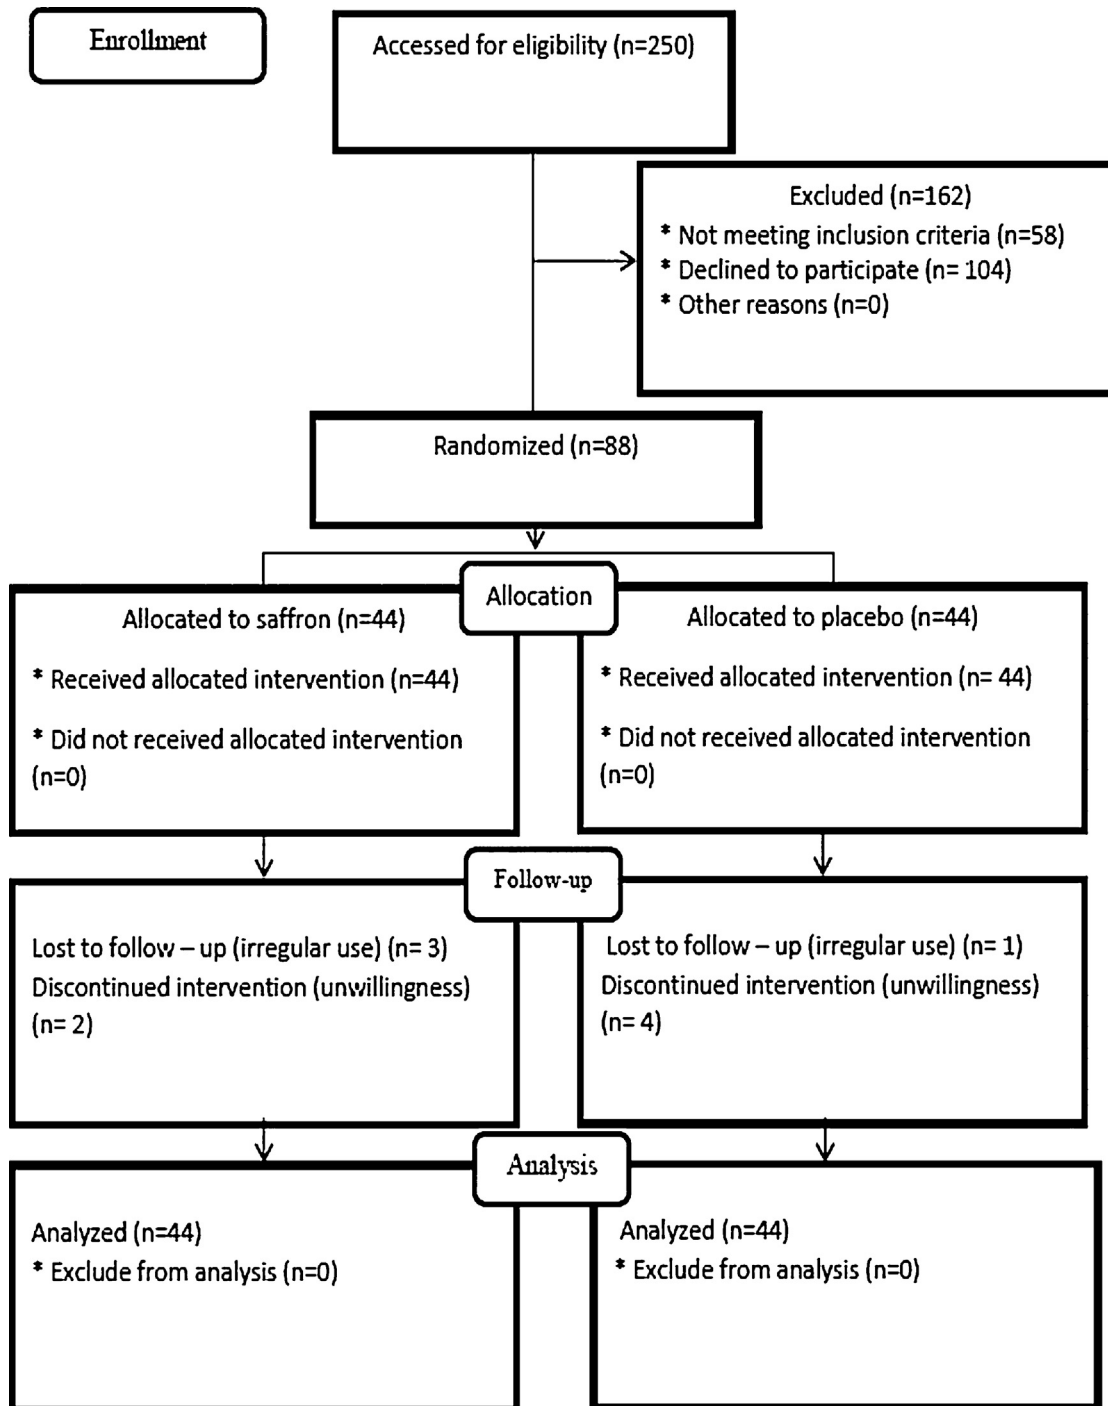 Enrollment
Accessed for eligibility (n=250)
Excluded (n=162)
* Not meeting inclusion criteria (n=58)
* Declined to participate (n= 104)
* Other reasons (n=0)
Randomized (n=88)
Allocation
Allocated to saffron (n=44)
* Received allocated intervention (n=44)
* Did not received allocated intervention
(n=0)
Allocated to placebo (n=44)
* Received allocated intervention (n= 44)
* Did not received allocated intervention
(n=0)
Follow-up
Lost to follow – up (irregular use) (n= 3)
Discontinued intervention (unwillingness)
(n= 2)
Lost to follow – up (irregular use) (n= 1)
Discontinued intervention (unwillingness)
(n= 4)
Analysis
Analyzed (n=44)
* Exclude from analysis (n=0)
Analyzed (n=44)
* Exclude from analysis (n=0)